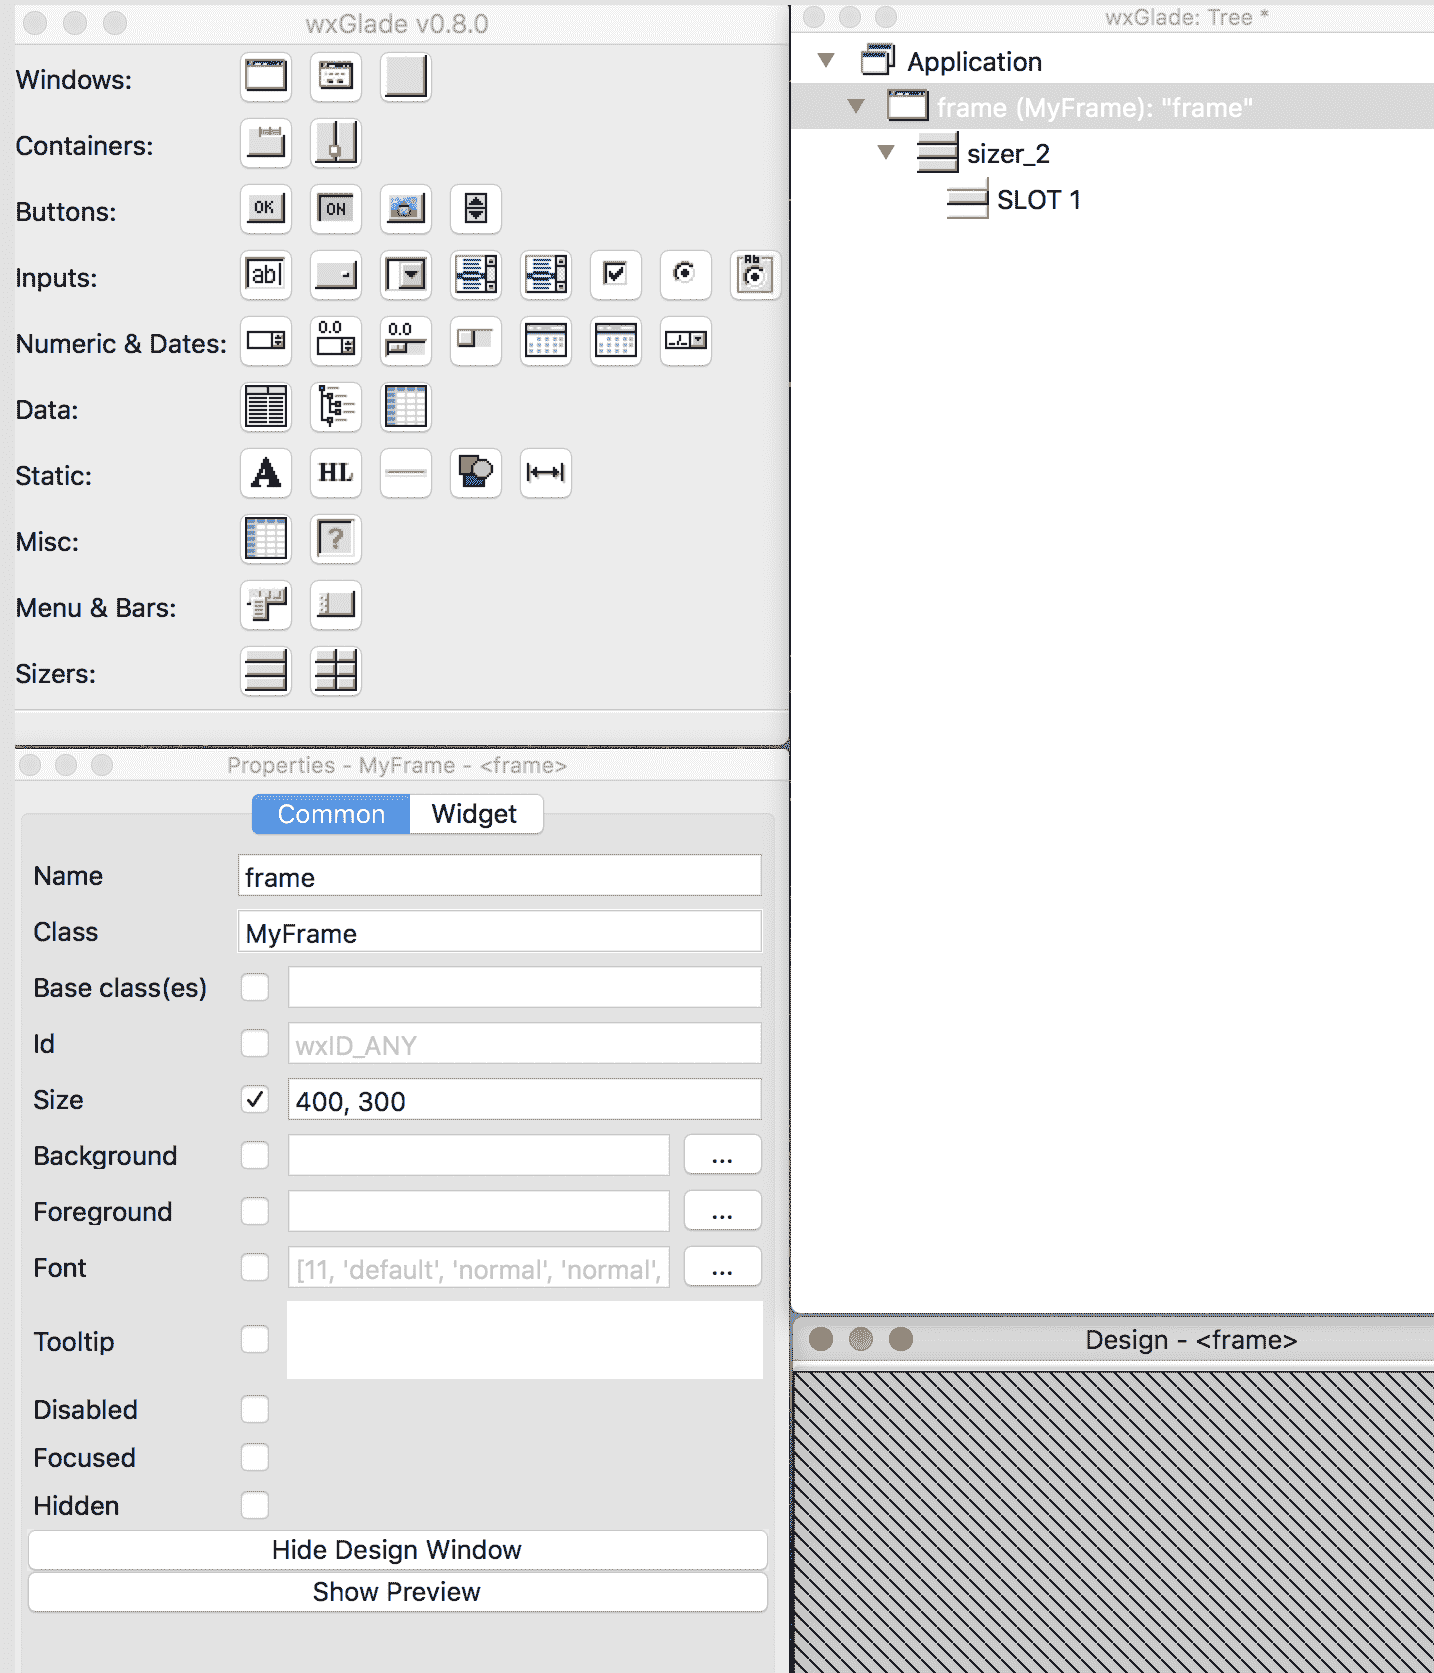 wxGlade v0.8.0
Windows:
Containers:
Buttons:
OK
ON
Inputs:
ab|
Ab
Numeric & Dates:
0.0
0.0
Data:
Static:
A
HL
Misc:
?
Menu & Bars:
Sizers:
Properties - MyFrame - <frame>
Common
Widget
Name
frame
Class
MyFrame
Base class(es)
Id
wxID_ANY
Size
400, 300
Background
...
Foreground
...
Font
[11, 'default', 'normal', 'normal',
...
Tooltip
Disabled
Focused
Hidden
Hide Design Window
Show Preview
wxGlade: Tree *
Application
frame (MyFrame): "frame"
sizer_2
SLOT 1
Design - <frame>